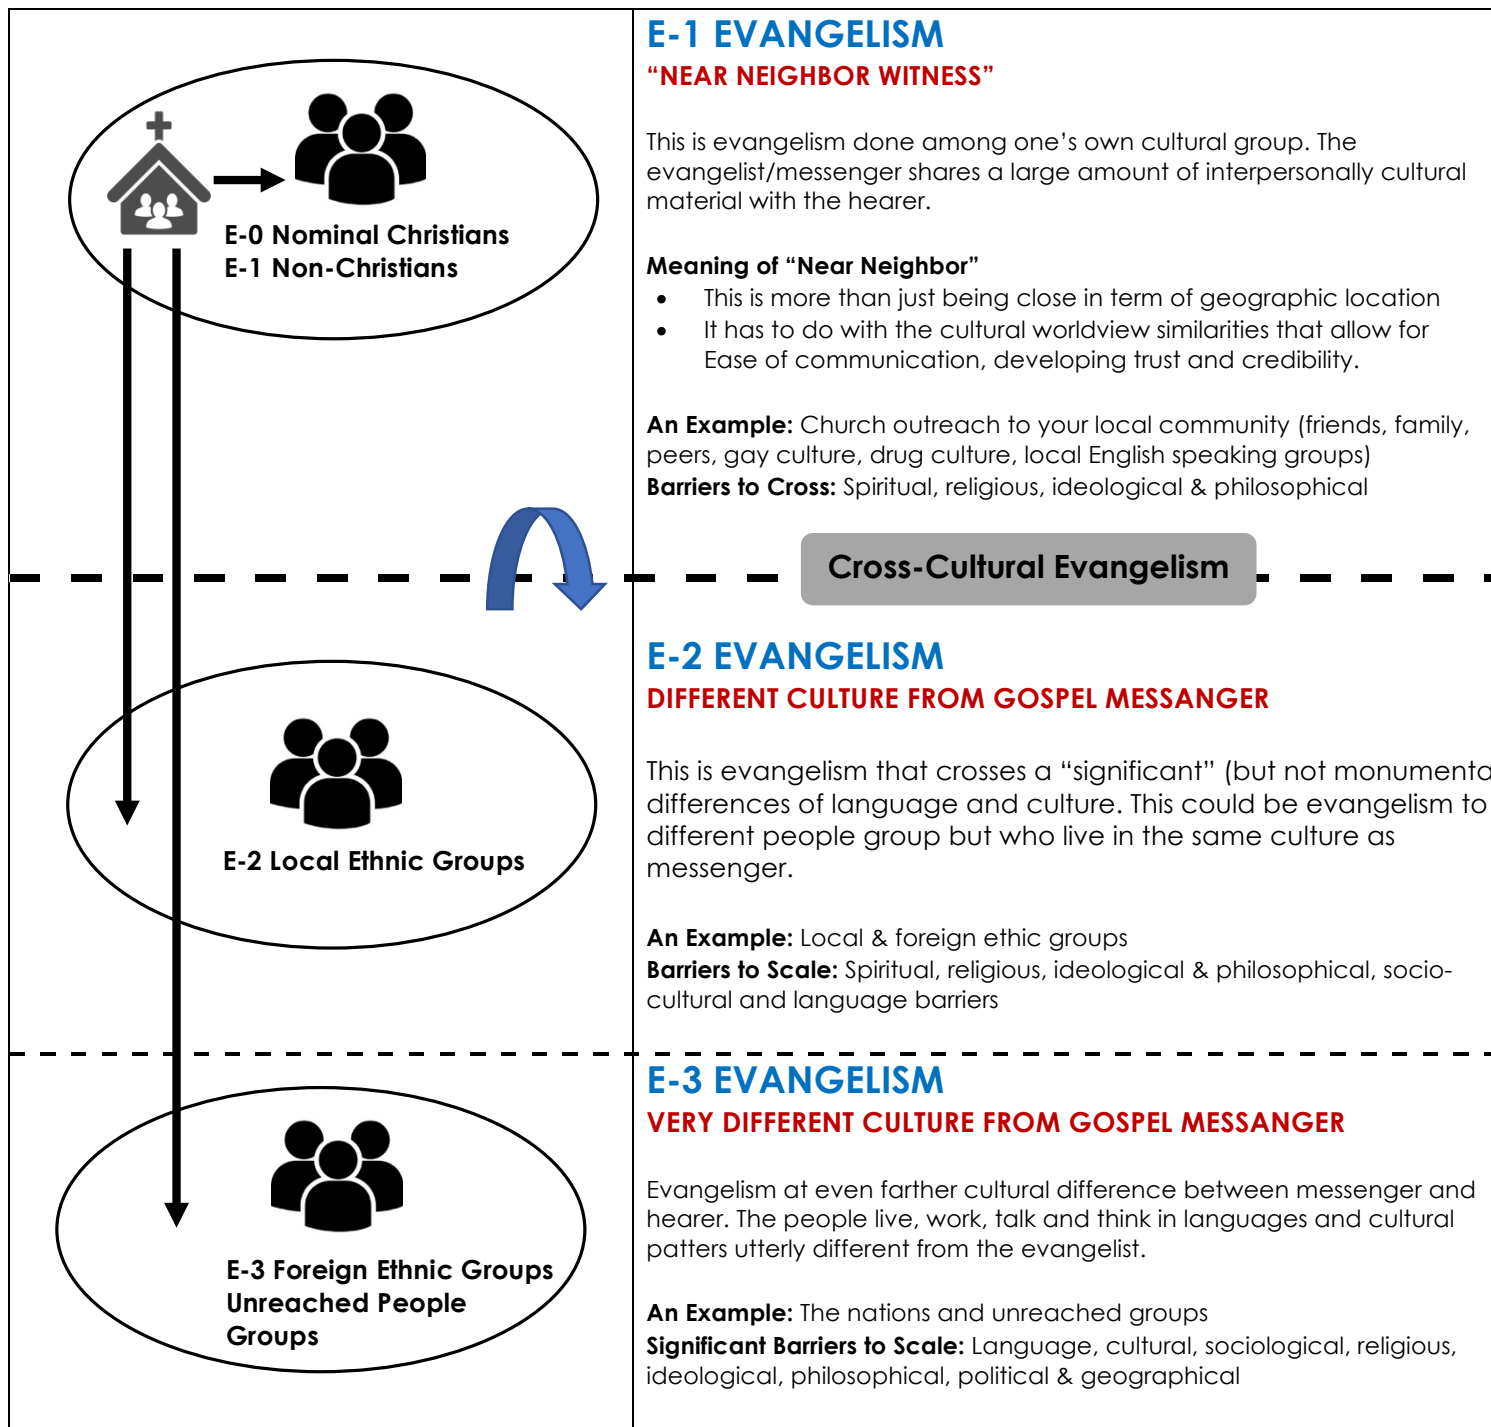 E-0 Nominal Christians
E-1 Non-Christians
E-2 Local Ethnic Groups
E-3 Foreign Ethnic Groups
Unreached People
Groups
E-1 EVANGELISM
“NEAR NEIGHBOR WITNESS”
This is evangelism done among one’s own cultural group. The
evangelist/messenger shares a large amount of interpersonally cultural
material with the hearer.
Meaning of “Near Neighbor”
• This is more than just being close in term of geographic location
• It has to do with the cultural worldview similarities that allow for
Ease of communication, developing trust and credibility.
An Example: Church outreach to your local community (friends, family,
peers, gay culture, drug culture, local English speaking groups)
Barriers to Cross: Spiritual, religious, ideological & philosophical
Cross-Cultural Evangelism
E-2 EVANGELISM
DIFFERENT CULTURE FROM GOSPEL MESSANGER
This is evangelism that crosses a “significant” (but not monumenta
differences of language and culture. This could be evangelism to
different people group but who live in the same culture as
messenger.
An Example: Local & foreign ethic groups
Barriers to Scale: Spiritual, religious, ideological & philosophical, socio-
cultural and language barriers
E-3 EVANGELISM
VERY DIFFERENT CULTURE FROM GOSPEL MESSANGER
Evangelism at even farther cultural difference between messenger and
hearer. The people live, work, talk and think in languages and cultural
patters utterly different from the evangelist.
An Example: The nations and unreached groups
Significant Barriers to Scale: Language, cultural, sociological, religious,
ideological, philosophical, political & geographical